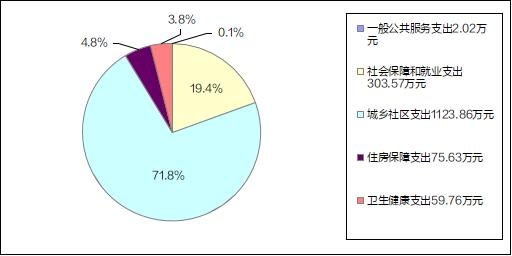 3.8%
0.1%
4.8%
19.4%
71.8%
一般公共服务支出2.02万
元
社会保障和就业支出
303.57万元
城乡社区支出1123.86万元
住房保障支出75.63万元
卫生健康支出59.76万元